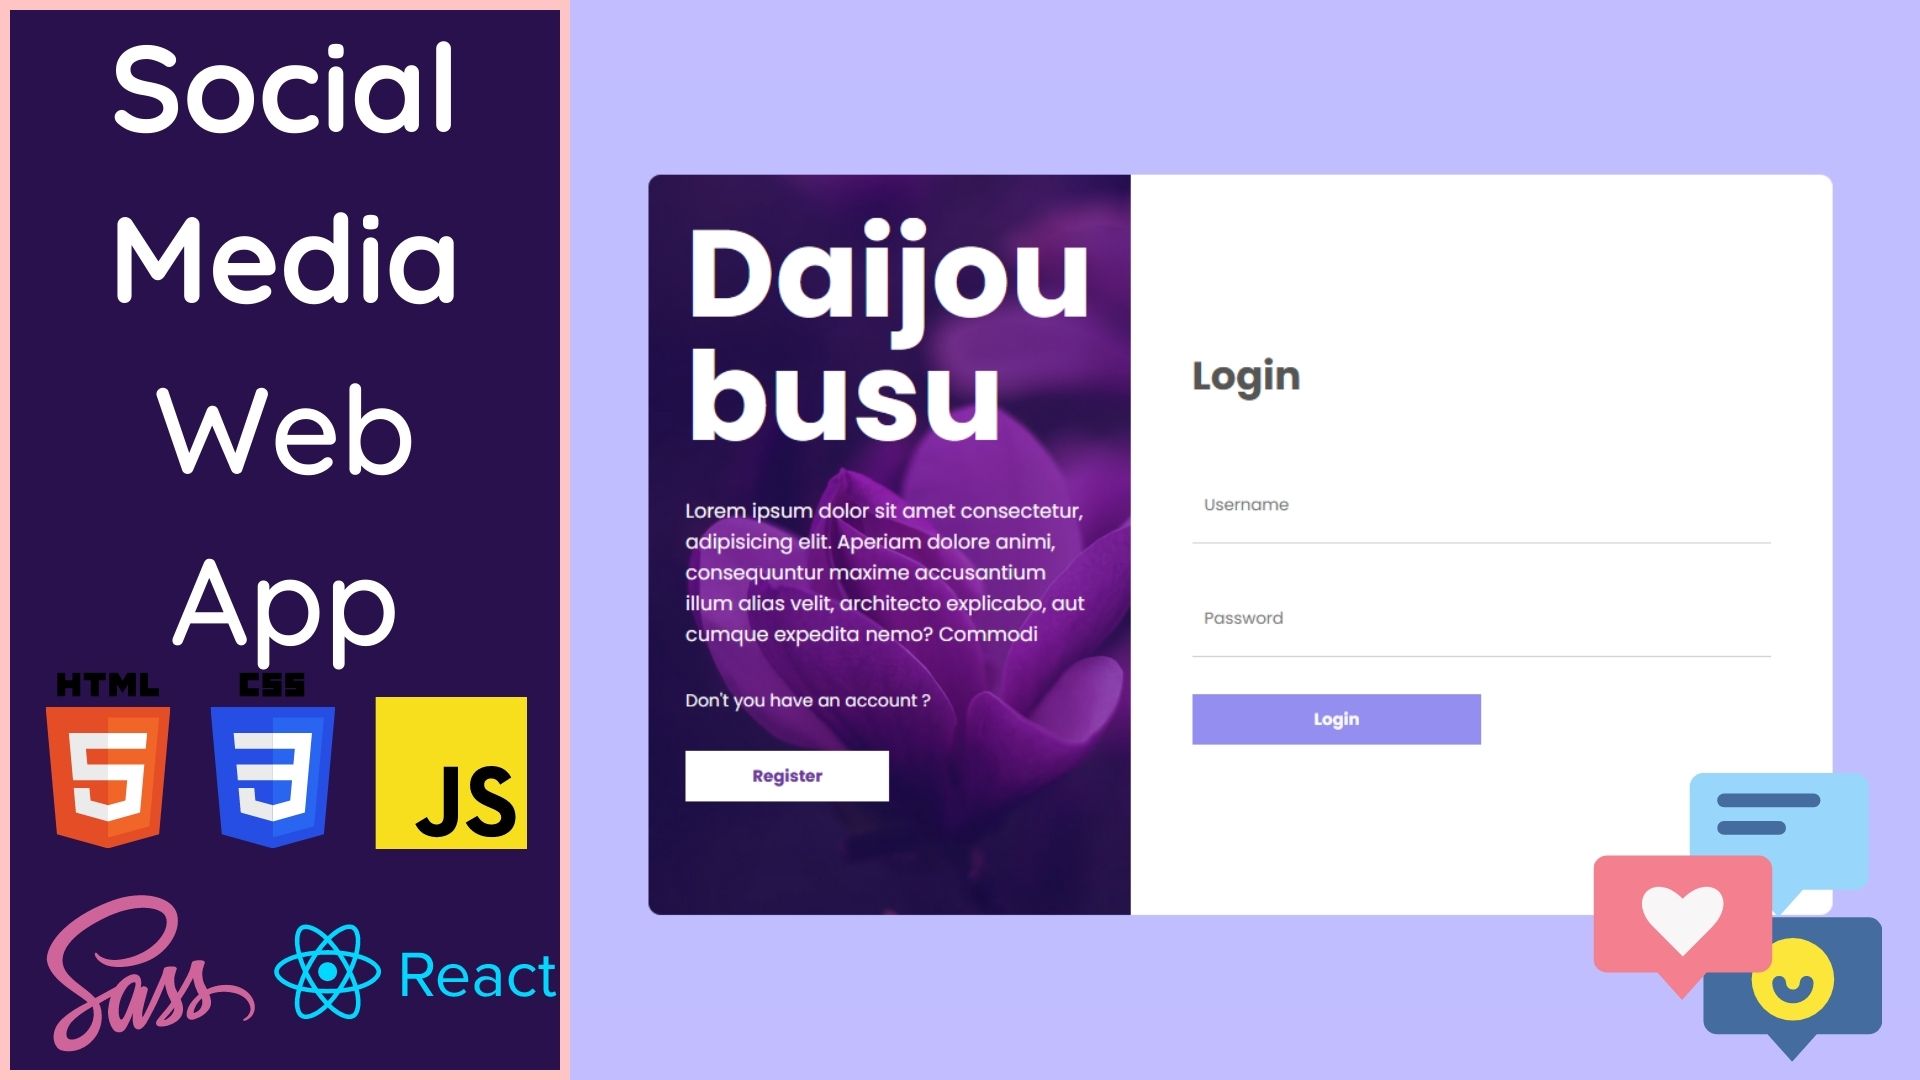 Social
Media
Web
App
HTML
CSS
5
3
JS
Sass
React
Daijou
busu
Lorem ipsum dolor sit amet consectetur,
adipisicing elit. Aperiam dolore animi,
consequuntur maxime accusantium
illum alias velit, architecto explicabo, aut
cumque expedita nemo? Commodi
Don't you have an account ?
Register
Login
Username
Password
Login